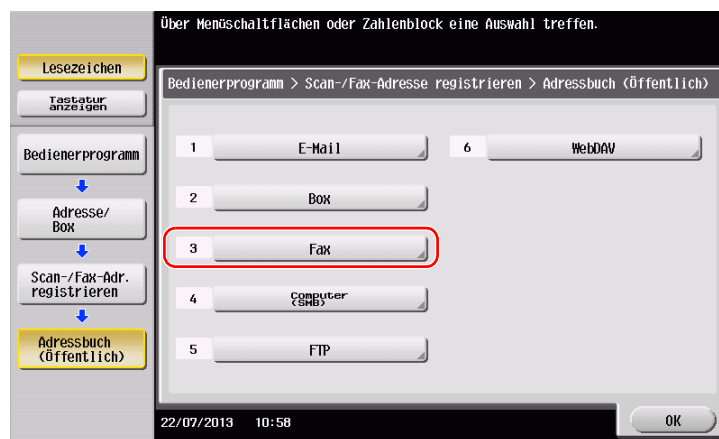 Über Menüschaltflächen oder Zahlenblock eine Auswahl treffen.
Lesezeichen
Tastatur
anzeigen
Bedienerprogramm
Adresse/
Box
Scan-/Fax-Adr.
registrieren
Adressbuch
(Öffentlich)
Bedienerprogramm > Scan-/Fax-Adresse registrieren > Adressbuch (Öffentlich)
1 E-Mail
6 WebDAV
2 Box
3 Fax
4 Computer
(SMB)
5 FTP
22/07/2013 10:58
OK